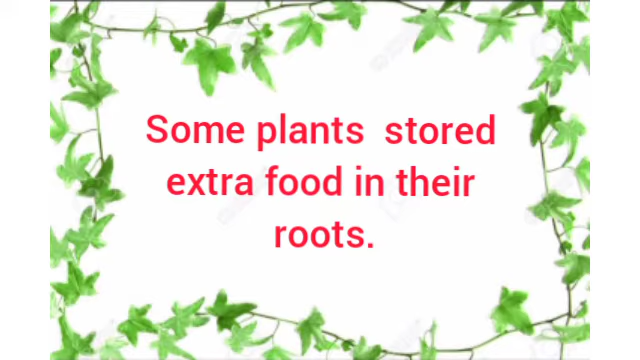 Some plants stored
extra food in their
roots.